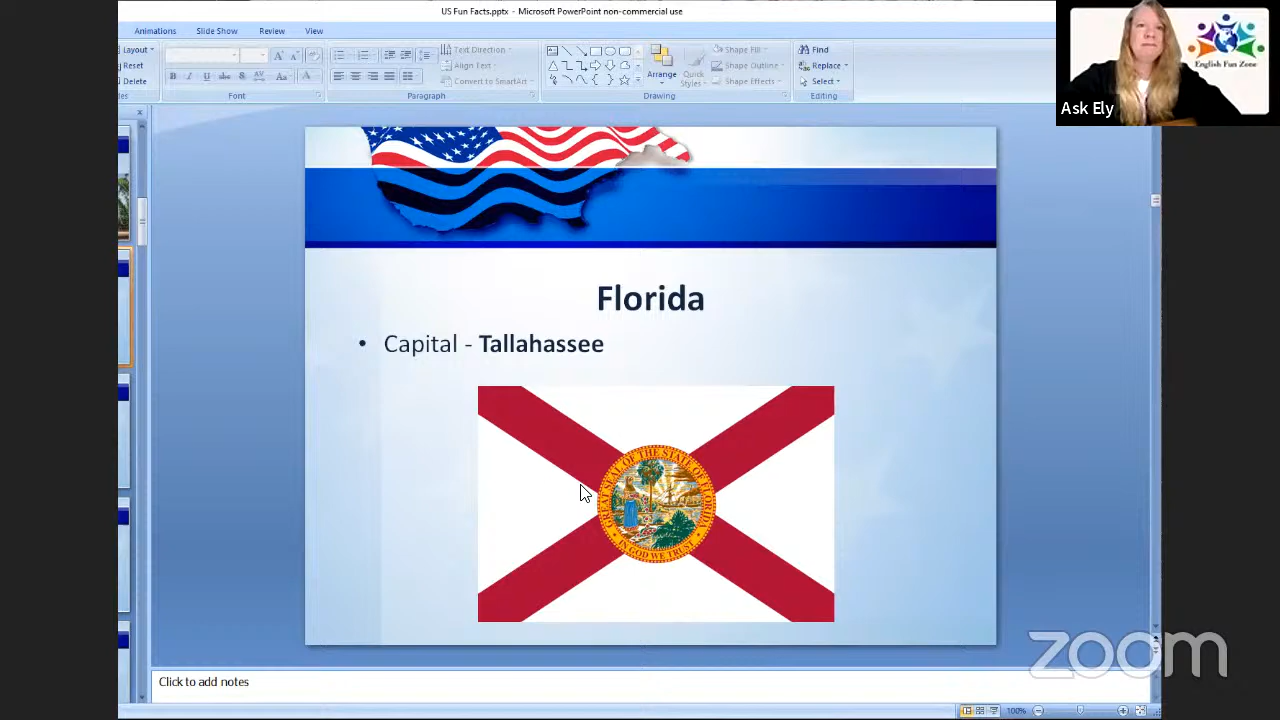 US Fun Facts.pptx - Microsoft PowerPoint non-commercial use
Animations Slide Show Review View
Layout
Reset
Delete
Text Direction
Align Text
Convert to SmartArt
Arrange
Quick
Styles
Shape Fill
Shape Outline
Shape Effects
Find
Replace
Select
Font Paragraph Drawing Editing
English Fun Zone
Ask Ely
Florida
• Capital - Tallahassee
GREAT SEAL OF THE STATE OF FLORIDA
IN GOD WE TRUST
zoom
Click to add notes
100%